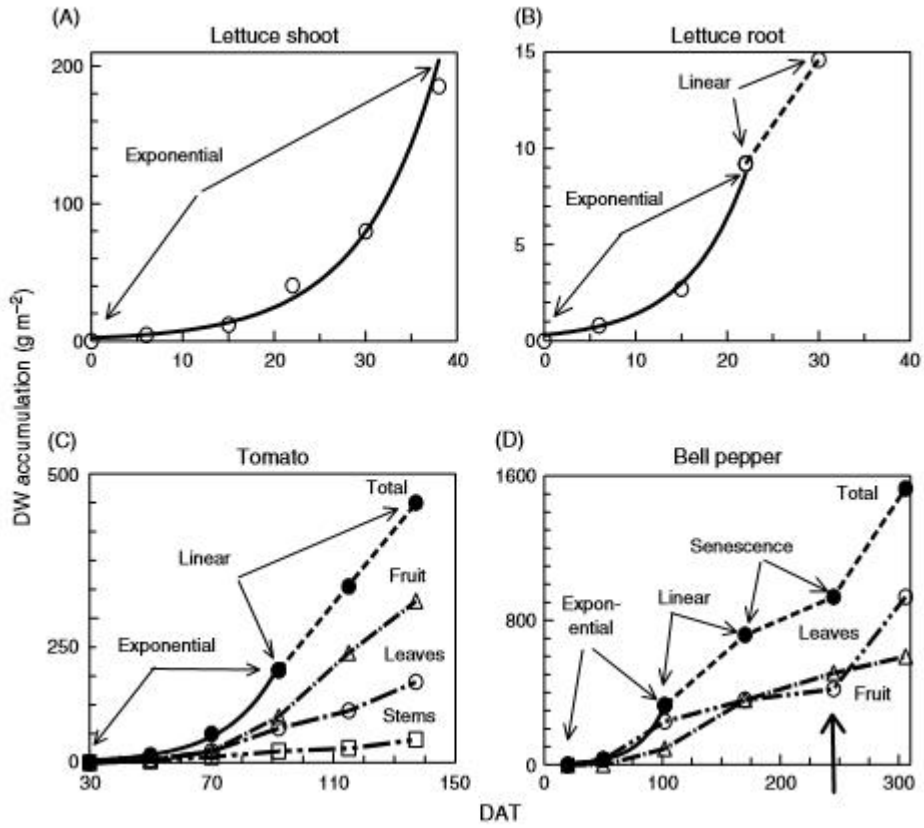 (A)
Lettuce shoot
200
100
0
Exponential
0
10
20
30
40
(B)
Lettuce root
15
10
5
0
Linear
Exponential
0
10
20
30
40
DW accumulation (g m⁻²)
(C)
Tomato
500
250
0
Total
Linear
Fruit
Exponential
Leaves
Stems
30
70
110
150
(D)
Bell pepper
1600
800
0
Total
Senescence
Expon-
ential
Linear
Leaves
Fruit
0
100
200
300
DAT